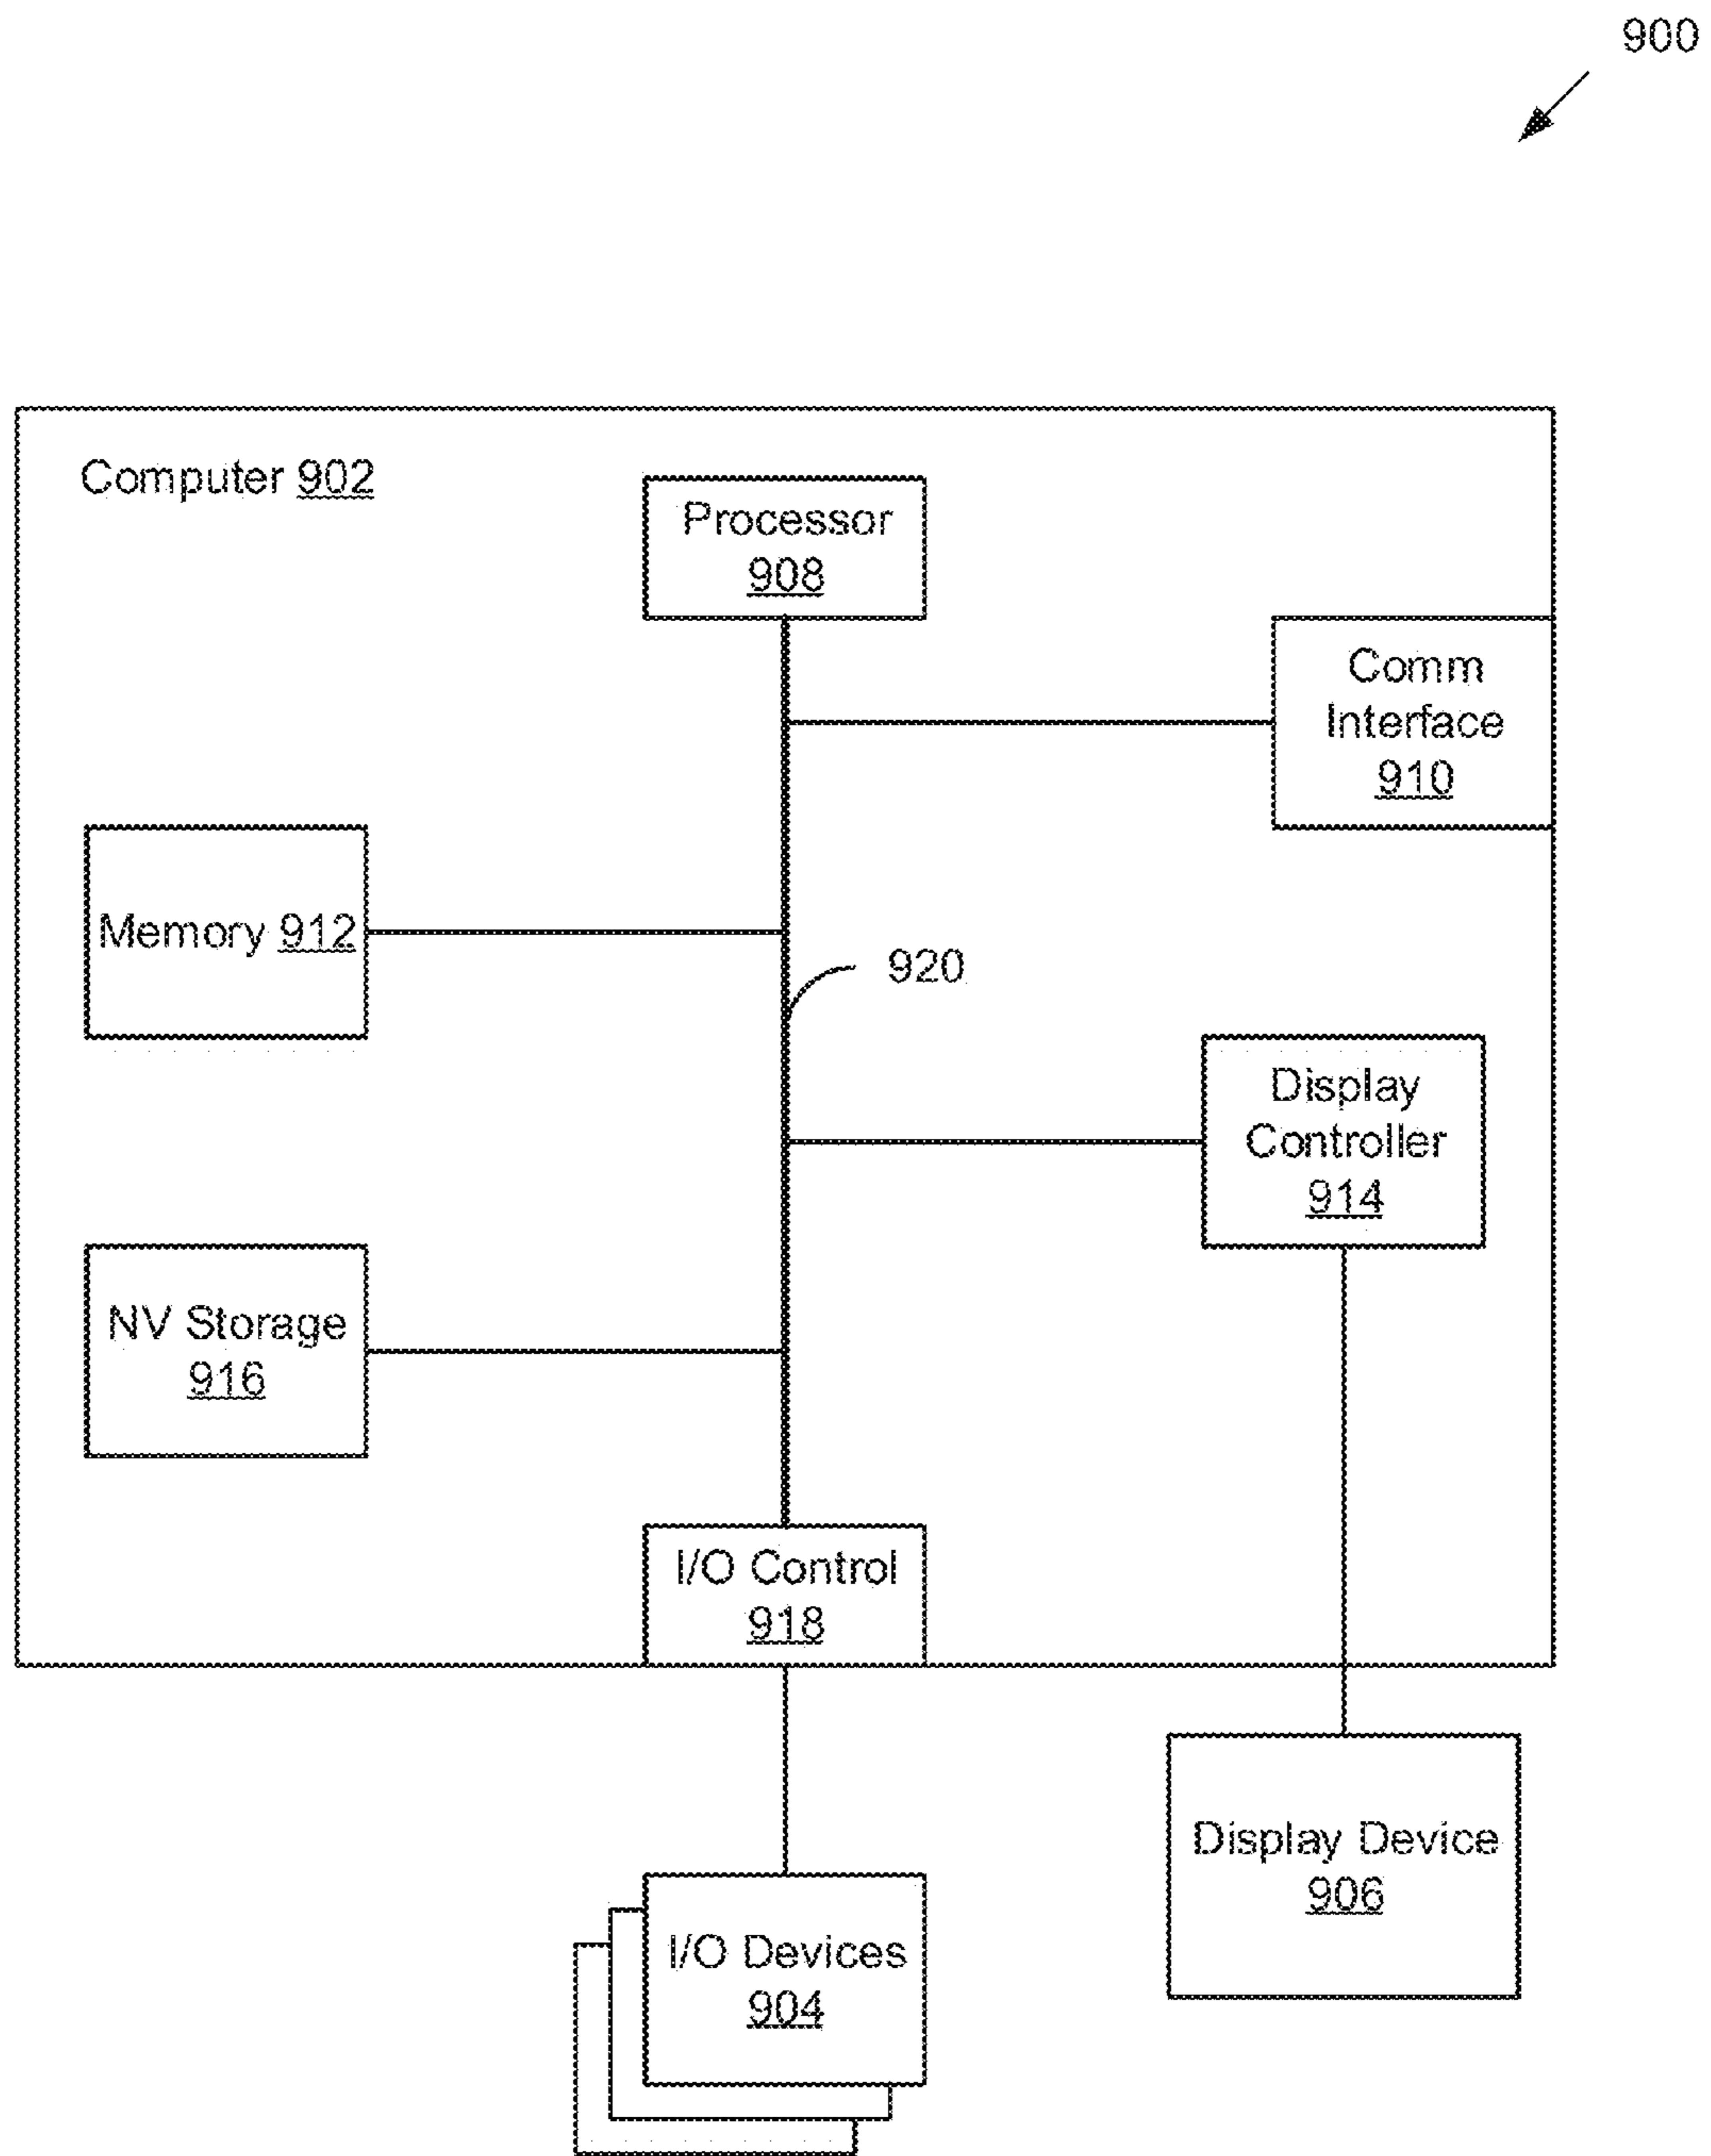 900
Computer 902
Processor
908
Comm
Interface
910
Memory 912
920
Display
Controller
914
NV Storage
916
I/O Control
918
Display Device
906
I/O Devices
904